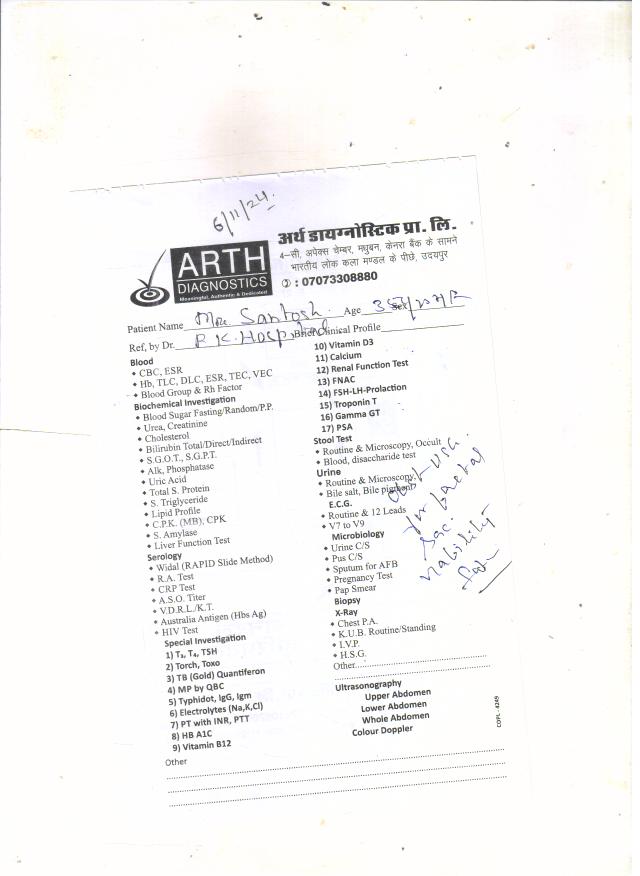 6/11/24.
अर्थ डायग्नोस्टिक प्रा. लि.
4-सी, अपेक्स चेम्बर, मधुबन, केनरा बैंक के सामने
भारतीय लोक कला मण्डल के पीछे, उदयपुर
✆ : 07073308880
ARTH
DIAGNOSTICS
Meaningful, Authentic & Dedicated
Patient Name Santosh. Age
Ref, by Dr. P. K. Hospital Brief Clinical Profile
Blood
CBC, ESR
Hb, TLC, DLC, ESR, TEC, VEC
Blood Group & Rh Factor
Biochemical Investigation
Blood Sugar Fasting/Random/P.P.
Urea, Creatinine
Cholesterol
Bilirubin Total/Direct/Indirect
S.G.O.T., S.G.P.T.
Alk, Phosphatase
Uric Acid
Total S. Protein
S. Triglyceride
Lipid Profile
C.P.K. (MB), CPK
S. Amylase
Liver Function Test
Serology
Widal (RAPID Slide Method)
R.A. Test
CRP Test
A.S.O. Titer
V.D.R.L./K.T.
Australia Antigen (Hbs Ag)
HIV Test
Special Investigation
1) T₃, T₄, TSH
2) Torch, Toxo
3) TB (Gold) Quantiferon
4) MP by QBC
5) Typhidot, IgG, Igm
6) Electrolytes (Na,K,Cl)
7) PT with INR, PTT
8) HB A1C
9) Vitamin B12
Other
10) Vitamin D3
11) Calcium
12) Renal Function Test
13) FNAC
14) FSH-LH-Prolaction
15) Troponin T
16) Gamma GT
17) PSA
Stool Test
Routine & Microscopy, Occult
Blood, disaccharide test
Urine
Routine & Microscopy,
Bile salt, Bile pigment
E.C.G.
Routine & 12 Leads
V7 to V9
Microbiology
Urine C/S
Pus C/S
Sputum for AFB
Pregnancy Test
Pap Smear
Biopsy
X-Ray
Chest P.A.
K.U.B. Routine/Standing
I.V.P.
H.S.G.
Other
Ultrasonography
Upper Abdomen
Lower Abdomen
Whole Abdomen
Colour Doppler
USG.
for
Sac.
COPL - 4249